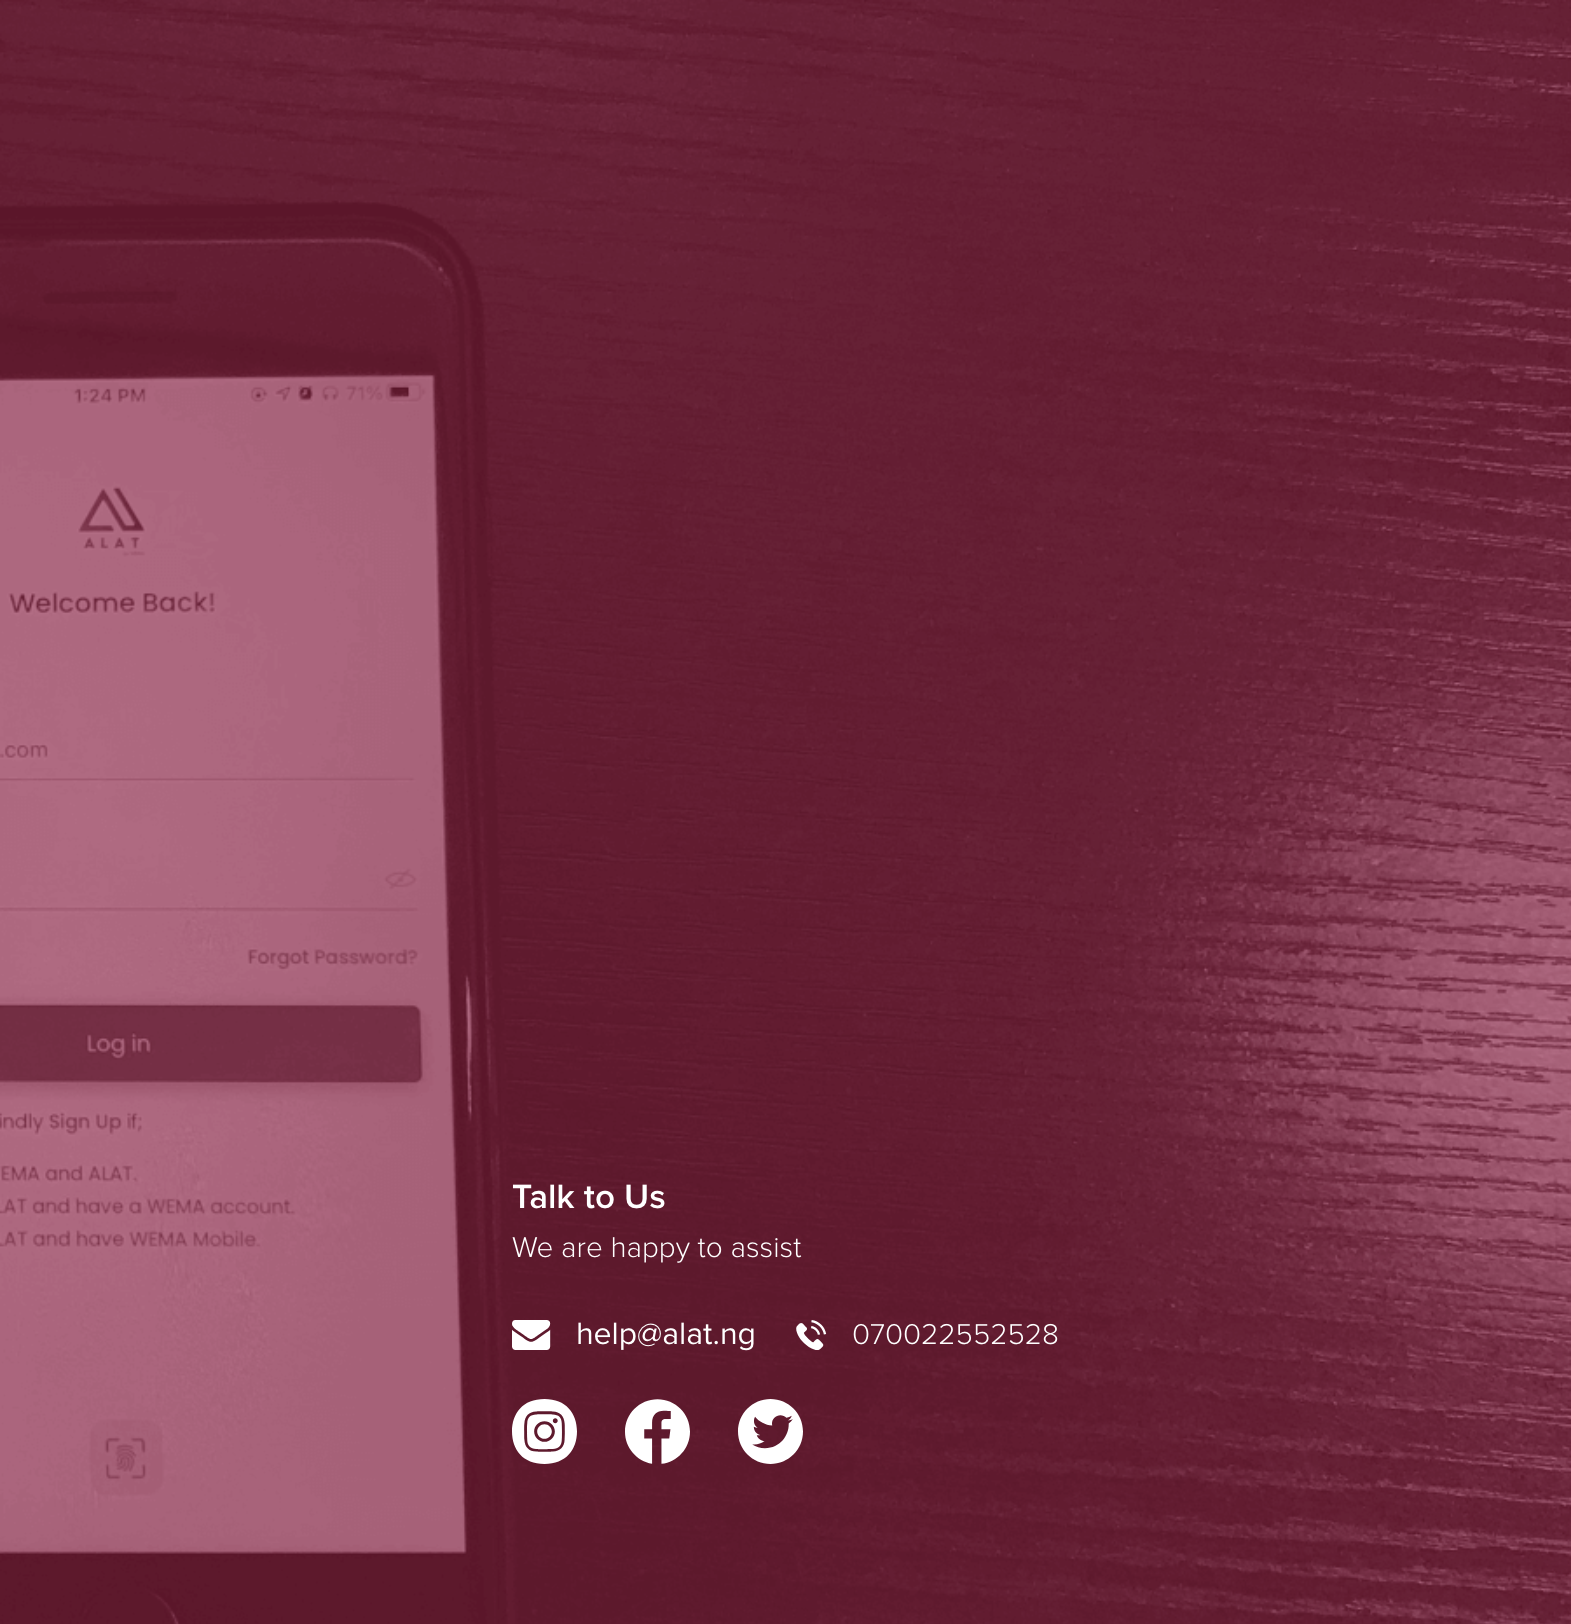 1:24 PM 71%
ALAT
Welcome Back!
.com
Forgot Password?
Log in
indly Sign Up if;
EMA and ALAT.
LAT and have a WEMA account.
LAT and have WEMA Mobile.
Talk to Us
We are happy to assist
help@alat.ng 070022552528